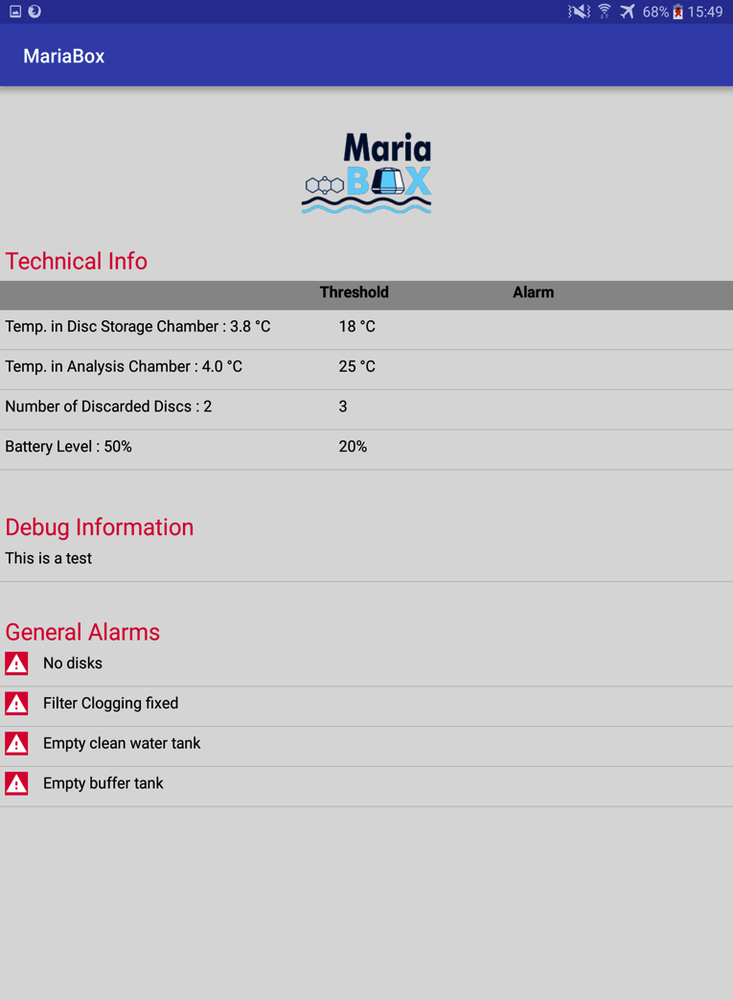 68% 15:49
MariaBox
Maria
BOX
Technical Info
Threshold Alarm
Temp. in Disc Storage Chamber : 3.8 °C 18 °C
Temp. in Analysis Chamber : 4.0 °C 25 °C
Number of Discarded Discs : 2 3
Battery Level : 50% 20%
Debug Information
This is a test
General Alarms
No disks
Filter Clogging fixed
Empty clean water tank
Empty buffer tank